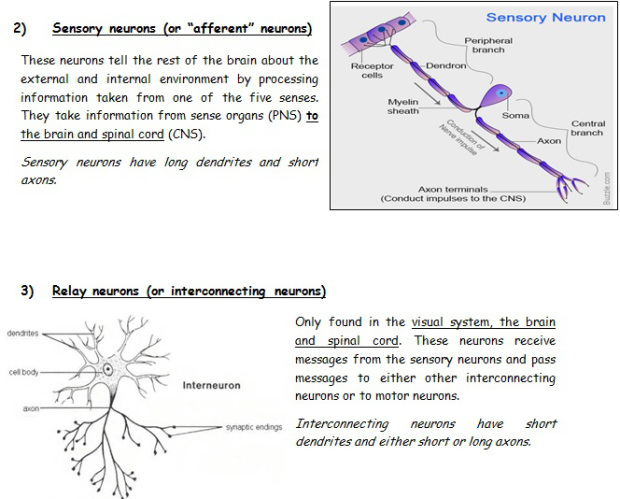 2) Sensory neurons (or “afferent” neurons)
These neurons tell the rest of the brain about the
external and internal environment by processing
information taken from one of the five senses.
They take information from sense organs (PNS) to
the brain and spinal cord (CNS).
Sensory neurons have long dendrites and short
axons.
Sensory Neuron
Peripheral
branch
Receptor
cells
Dendron
Myelin
sheath
Soma
Central
branch
Conduction of
Nerve Impulse
Axon
Axon terminals
(Conduct impulses to the CNS)
Buzzle.com
3) Relay neurons (or interconnecting neurons)
dendrites
cell body
Interneuron
axon
synaptic endings
Only found in the visual system, the brain
and spinal cord. These neurons receive
messages from the sensory neurons and pass
messages to either other interconnecting
neurons or to motor neurons.
Interconnecting neurons have short
dendrites and either short or long axons.